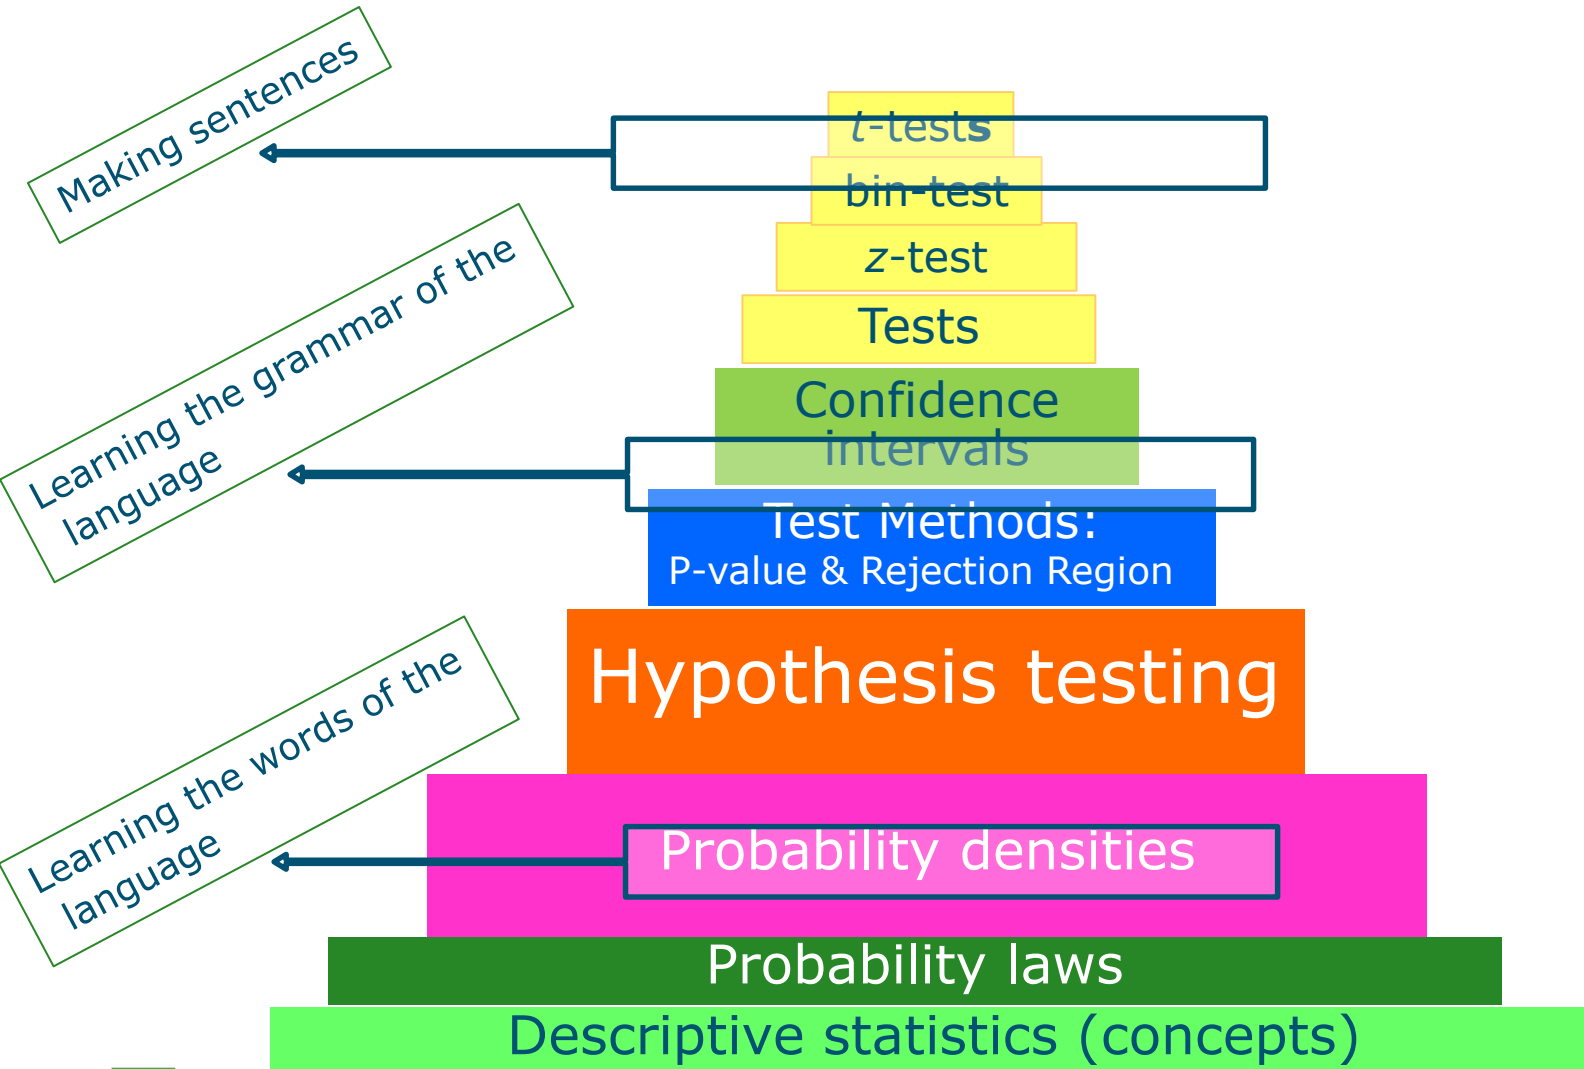 Making sentences
t-tests
bin-test
z-test
Tests
Learning the grammar of the
language
Confidence
intervals
Test Methods:
P-value & Rejection Region
Hypothesis testing
Learning the words of the
language
Probability densities
Probability laws
Descriptive statistics (concepts)